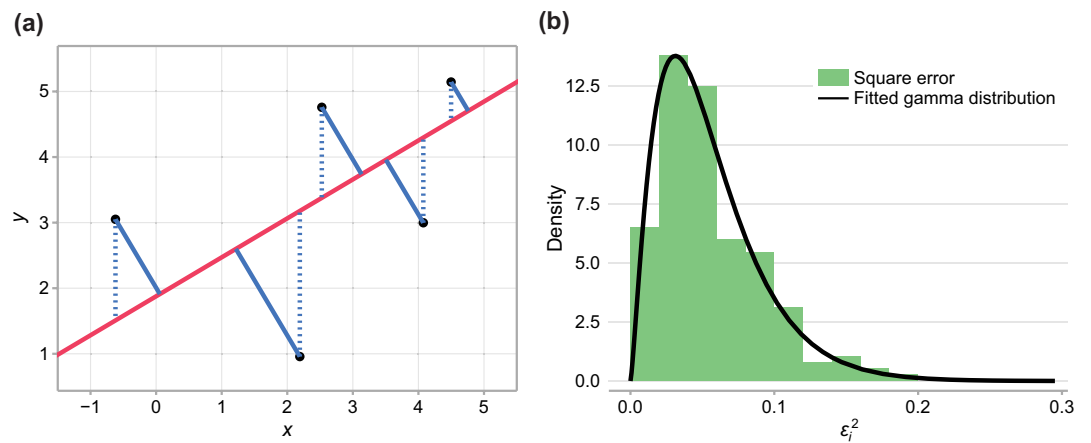 (a)
5
4
3
2
1
y
−1 0 1 2 3 4 5
x
(b)
12.5
10.0
7.5
5.0
2.5
0.0
Density
Square error
Fitted gamma distribution
0.0 0.1 0.2 0.3
εᵢ²